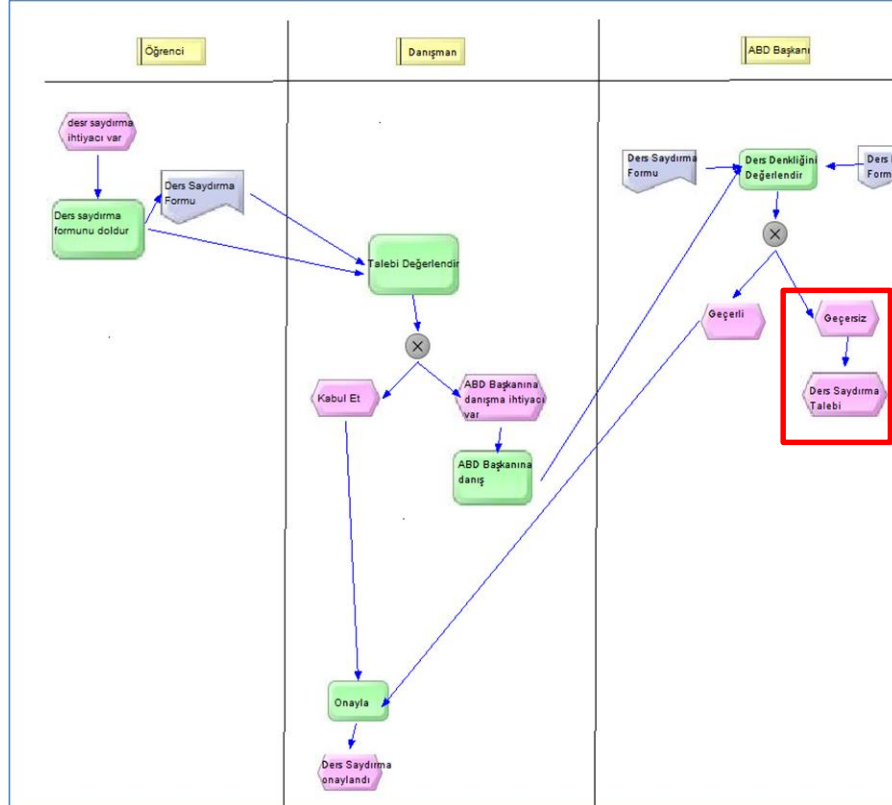 Öğrenci
Danışman
ABD Başkanı
desr saydırma
ihtiyacı var
Ders saydırma
formunu doldur
Ders Saydırma
Formu
Talebi Değerlendir
Kabul Et
ABD Başkanına
danışma ihtiyacı
var
ABD Başkanına
danış
Onayla
Ders Saydırma
onaylandı
Ders Saydırma
Formu
Ders Denkliğini
Değerlendir
Ders
Form
Geçerli
Geçersiz
Ders Saydırma
Talebi